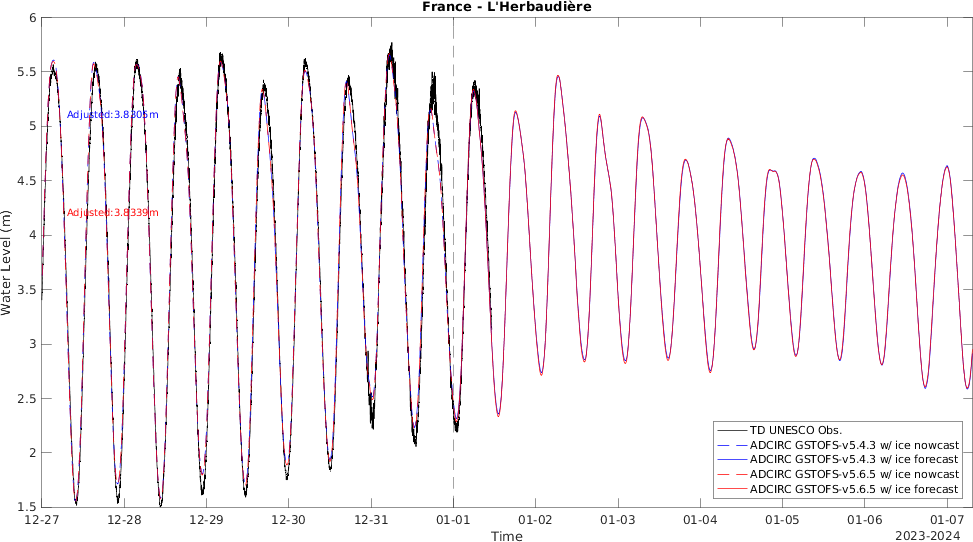 France - L'Herbaudière
6
5.5
5
4.5
4
3.5
3
2.5
2
1.5
Water Level (m)
Adjusted:3.8305m
Adjusted:3.8339m
TD UNESCO Obs.
ADCIRC GSTOFS-v5.4.3 w/ ice nowcast
ADCIRC GSTOFS-v5.4.3 w/ ice forecast
ADCIRC GSTOFS-v5.6.5 w/ ice nowcast
ADCIRC GSTOFS-v5.6.5 w/ ice forecast
12-27 12-28 12-29 12-30 12-31 01-01 01-02 01-03 01-04 01-05 01-06 01-07
Time
2023-2024